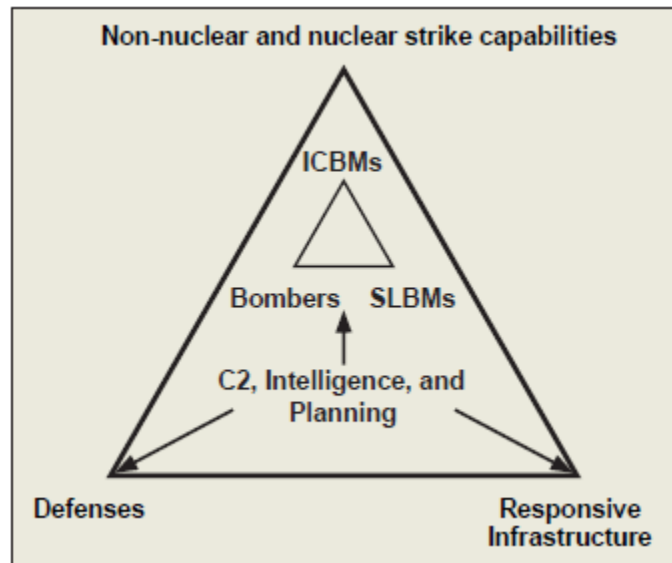 Non-nuclear and nuclear strike capabilities
ICBMs
Bombers SLBMs
C2, Intelligence, and
Planning
Defenses
Responsive
Infrastructure